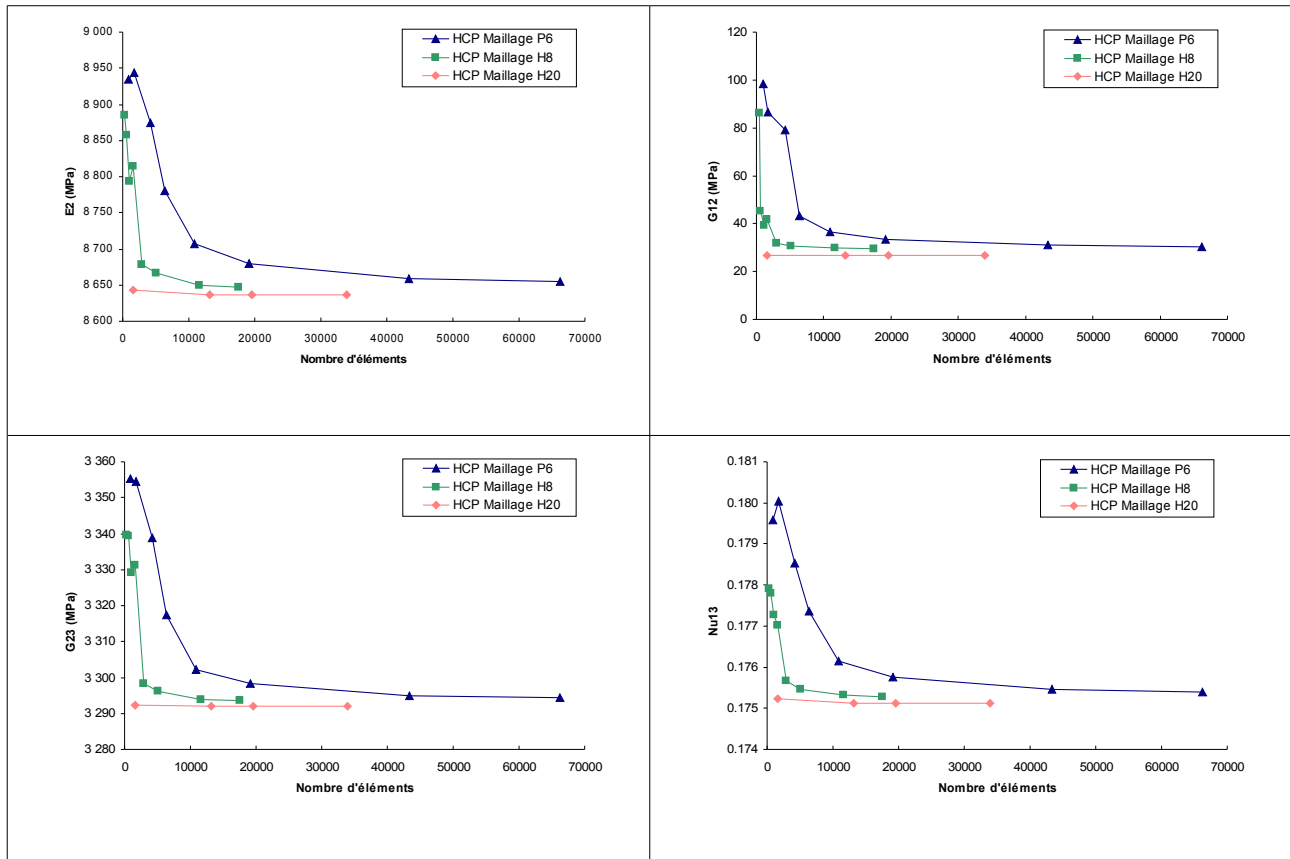 9 000
8 950
8 900
8 850
8 800
8 750
8 700
8 650
8 600
E2 (MPa)
0 10000 20000 30000 40000 50000 60000 70000
Nombre d'éléments
HCP Maillage P6
HCP Maillage H8
HCP Maillage H20
120
100
80
60
40
20
0
G12 (MPa)
0 10000 20000 30000 40000 50000 60000 70000
Nombre d'éléments
HCP Maillage P6
HCP Maillage H8
HCP Maillage H20
3 360
3 350
3 340
3 330
3 320
3 310
3 300
3 290
3 280
G23 (MPa)
0 10000 20000 30000 40000 50000 60000 70000
Nombre d'éléments
HCP Maillage P6
HCP Maillage H8
HCP Maillage H20
0.181
0.180
0.179
0.178
0.177
0.176
0.175
0.174
Nu13
0 10000 20000 30000 40000 50000 60000 70000
Nombre d'éléments
HCP Maillage P6
HCP Maillage H8
HCP Maillage H20